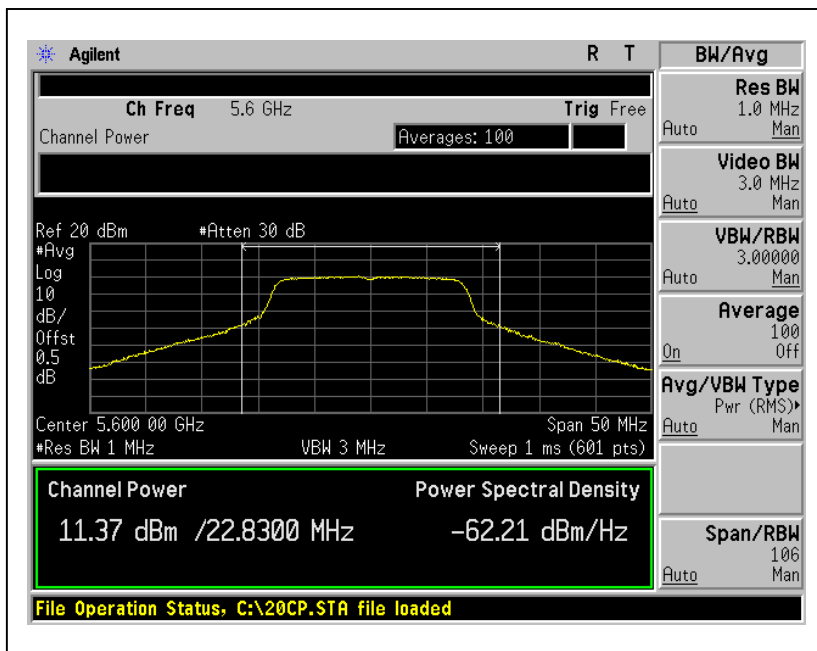 Agilent R T
BW/Avg
Ch Freq 5.6 GHz Trig Free
Channel Power Averages: 100
Ref 20 dBm #Atten 30 dB
#Avg
Log
10
dB/
Offst
0.5
dB
Center 5.600 00 GHz Span 50 MHz
#Res BW 1 MHz VBW 3 MHz Sweep 1 ms (601 pts)
Channel Power Power Spectral Density
11.37 dBm /22.8300 MHz -62.21 dBm/Hz
File Operation Status, C:\20CP.STA file loaded
Res BW
1.0 MHz
Auto Man
Video BW
3.0 MHz
Auto Man
VBW/RBW
3.00000
Auto Man
Average
100
On Off
Avg/VBW Type
Pwr (RMS)▸
Auto Man
Span/RBW
106
Auto Man